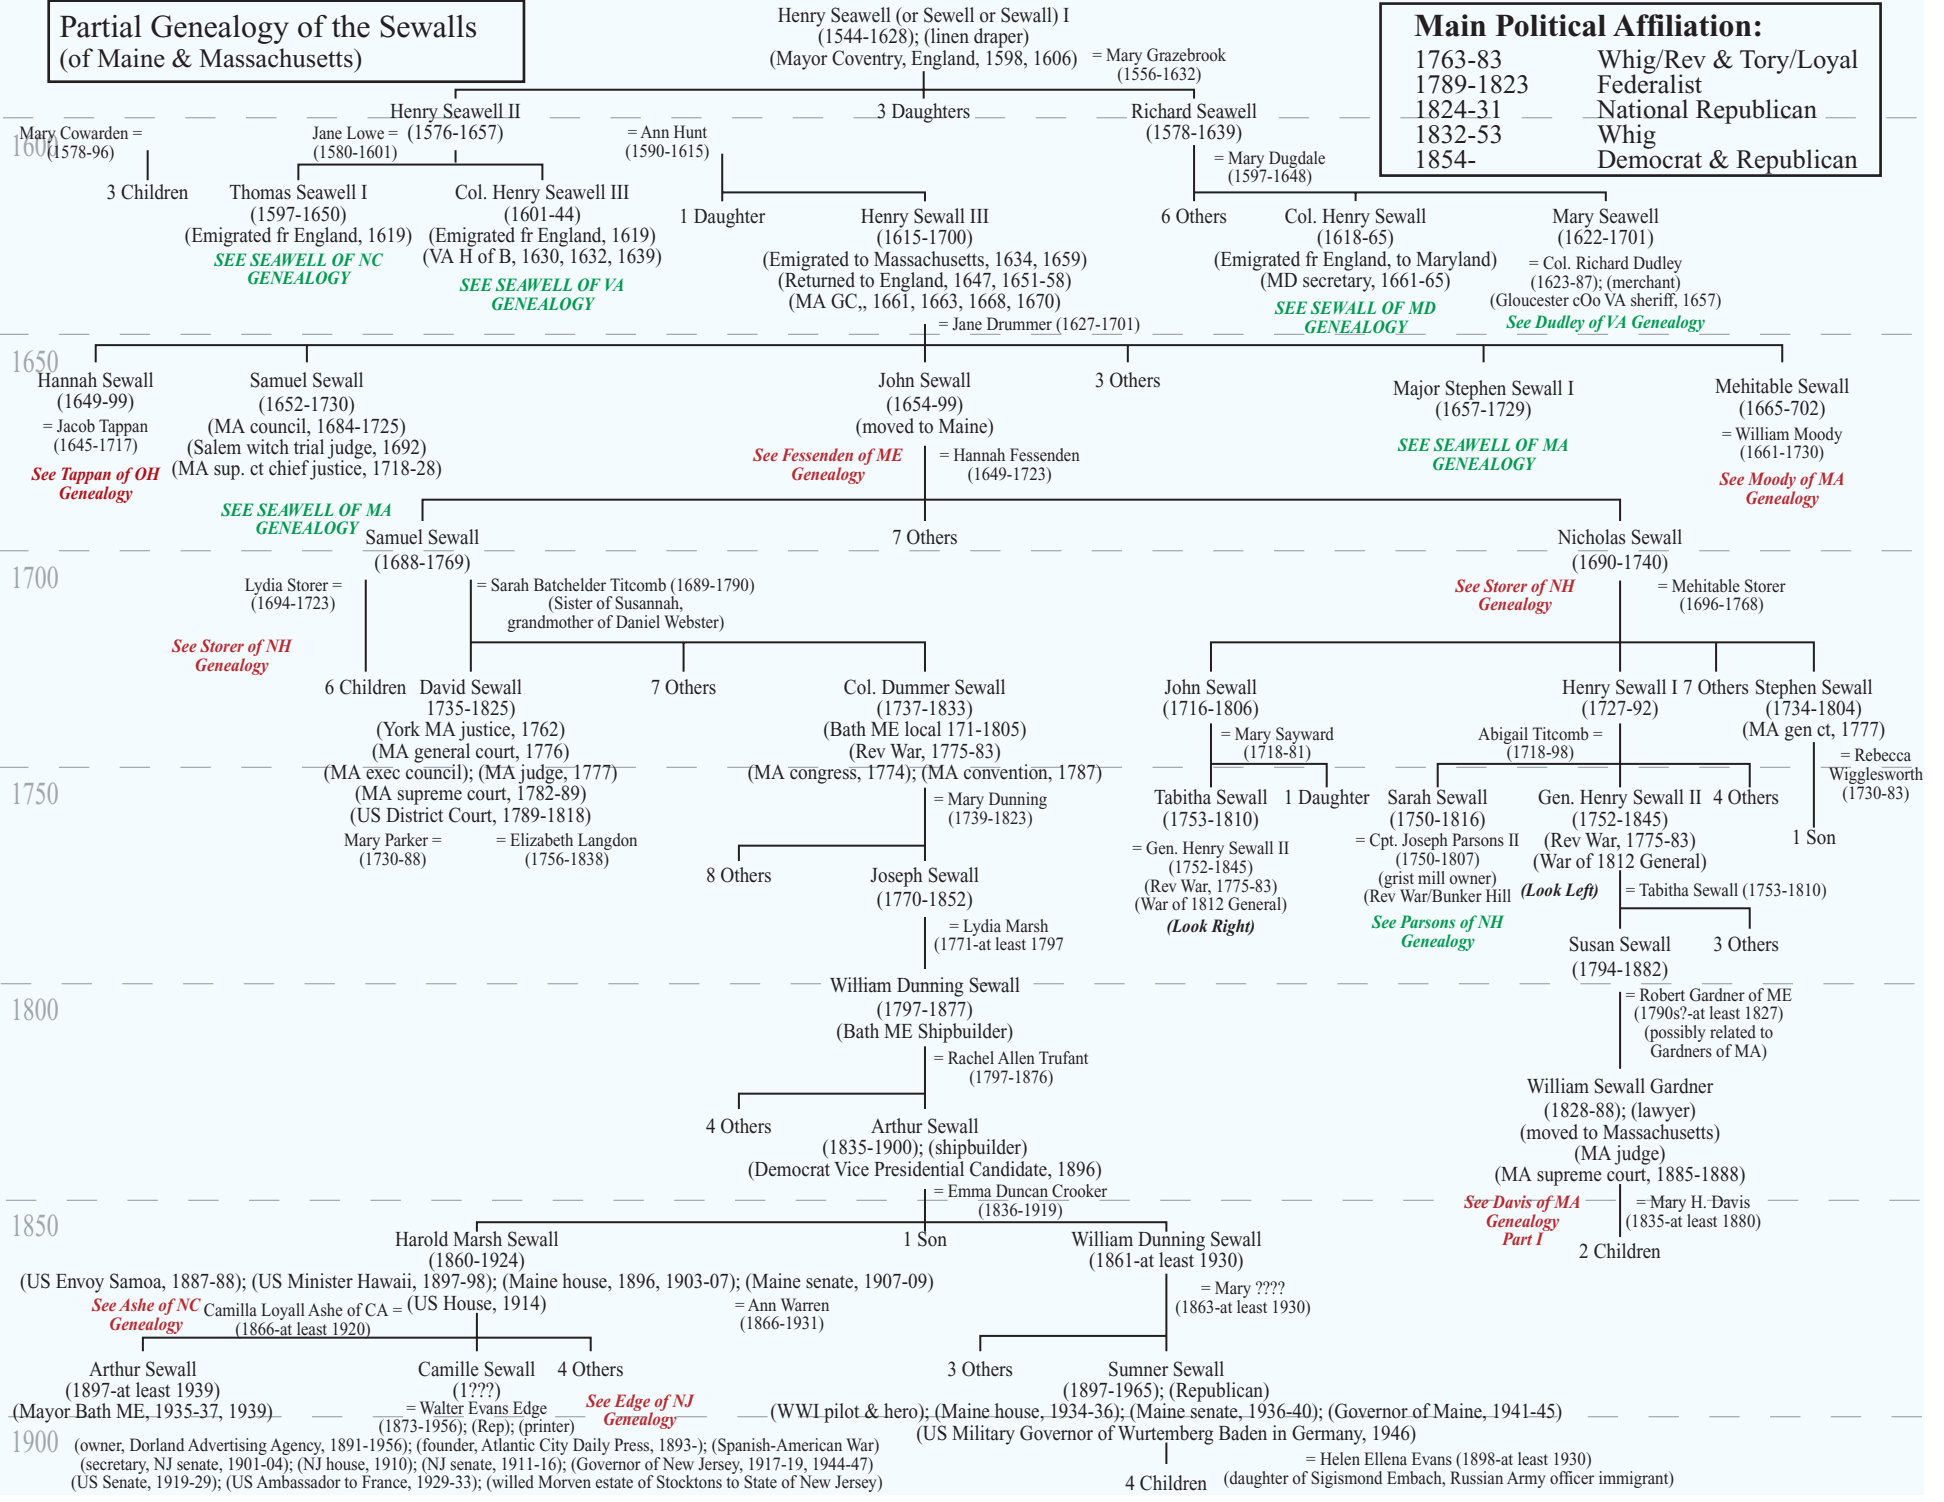 Partial Genealogy of the Sewalls
(of Maine & Massachusetts)
Henry Seawell (or Sewell or Sewall) I
(1544-1628); (linen draper)
(Mayor Coventry, England, 1598, 1606)
= Mary Grazebrook
(1556-1632)
Main Political Affiliation:
1763-83 Whig/Rev & Tory/Loyal
1789-1823 Federalist
1824-31 National Republican
1832-53 Whig
1854- Democrat & Republican
Henry Seawell II
(1576-1657)
3 Daughters
Richard Seawell
(1578-1639)
1600
Mary Cowarden =
(1578-96)
Jane Lowe =
(1580-1601)
= Ann Hunt
(1590-1615)
= Mary Dugdale
(1597-1648)
3 Children
Thomas Seawell I
(1597-1650)
(Emigrated fr England, 1619)
SEE SEAWELL OF NC
GENEALOGY
Col. Henry Seawell III
(1601-44)
(Emigrated fr England, 1619)
(VA H of B, 1630, 1632, 1639)
SEE SEAWELL OF VA
GENEALOGY
1 Daughter
Henry Sewall III
(1615-1700)
(Emigrated to Massachusetts, 1634, 1659)
(Returned to England, 1647, 1651-58)
(MA GC,, 1661, 1663, 1668, 1670)
= Jane Drummer (1627-1701)
6 Others
Col. Henry Sewall
(1618-65)
(Emigrated fr England, to Maryland)
(MD secretary, 1661-65)
SEE SEWALL OF MD
GENEALOGY
Mary Seawell
(1622-1701)
= Col. Richard Dudley
(1623-87); (merchant)
(Gloucester cOo VA sheriff, 1657)
See Dudley of VA Genealogy
1650
Hannah Sewall
(1649-99)
= Jacob Tappan
(1645-1717)
See Tappan of OH
Genealogy
Samuel Sewall
(1652-1730)
(MA council, 1684-1725)
(Salem witch trial judge, 1692)
(MA sup. ct chief justice, 1718-28)
SEE SEAWELL OF MA
GENEALOGY
John Sewall
(1654-99)
(moved to Maine)
See Fessenden of ME
Genealogy
= Hannah Fessenden
(1649-1723)
3 Others
Major Stephen Sewall I
(1657-1729)
SEE SEAWELL OF MA
GENEALOGY
Mehitable Sewall
(1665-702)
= William Moody
(1661-1730)
See Moody of MA
Genealogy
Samuel Sewall
(1688-1769)
7 Others
Nicholas Sewall
(1690-1740)
1700
Lydia Storer =
(1694-1723)
See Storer of NH
Genealogy
= Sarah Batchelder Titcomb (1689-1790)
(Sister of Susannah,
grandmother of Daniel Webster)
See Storer of NH
Genealogy
= Mehitable Storer
(1696-1768)
6 Children
David Sewall
1735-1825)
(York MA justice, 1762)
(MA general court, 1776)
(MA exec council); (MA judge, 1777)
(MA supreme court, 1782-89)
(US District Court, 1789-1818)
Mary Parker =
(1730-88)
= Elizabeth Langdon
(1756-1838)
7 Others
Col. Dummer Sewall
(1737-1833)
(Bath ME local 171-1805)
(Rev War, 1775-83)
(MA congress, 1774); (MA convention, 1787)
= Mary Dunning
(1739-1823)
John Sewall
(1716-1806)
= Mary Sayward
(1718-81)
Henry Sewall I
(1727-92)
Abigail Titcomb =
(1718-98)
7 Others
Stephen Sewall
(1734-1804)
(MA gen ct, 1777)
= Rebecca
Wigglesworth
(1730-83)
1 Son
1750
Tabitha Sewall
(1753-1810)
= Gen. Henry Sewall II
(1752-1845)
(Rev War, 1775-83)
(War of 1812 General)
(Look Right)
1 Daughter
Sarah Sewall
(1750-1816)
= Cpt. Joseph Parsons II
(1750-1807)
(grist mill owner)
(Rev War/Bunker Hill
See Parsons of NH
Genealogy
Gen. Henry Sewall II
(1752-1845)
(Rev War, 1775-83)
(War of 1812 General)
(Look Left)
= Tabitha Sewall (1753-1810)
4 Others
8 Others
Joseph Sewall
(1770-1852)
= Lydia Marsh
(1771-at least 1797
Susan Sewall
(1794-1882)
3 Others
1800
William Dunning Sewall
(1797-1877)
(Bath ME Shipbuilder)
= Rachel Allen Trufant
(1797-1876)
= Robert Gardner of ME
(1790s?-at least 1827)
(possibly related to
Gardners of MA)
4 Others
Arthur Sewall
(1835-1900); (shipbuilder)
(Democrat Vice Presidential Candidate, 1896)
= Emma Duncan Crooker
(1836-1919)
William Sewall Gardner
(1828-88); (lawyer)
(moved to Massachusetts)
(MA judge)
(MA supreme court, 1885-1888)
See Davis of MA
Genealogy
Part I
= Mary H. Davis
(1835-at least 1880)
2 Children
1850
Harold Marsh Sewall
(1860-1924)
(US Envoy Samoa, 1887-88); (US Minister Hawaii, 1897-98); (Maine house, 1896, 1903-07); (Maine senate, 1907-09)
(US House, 1914)
See Ashe of NC
Genealogy
Camilla Loyall Ashe of CA =
(1866-at least 1920)
= Ann Warren
(1866-1931)
1 Son
William Dunning Sewall
(1861-at least 1930)
= Mary ????
(1863-at least 1930)
Arthur Sewall
(1897-at least 1939)
(Mayor Bath ME, 1935-37, 1939)
Camille Sewall
(1???)
= Walter Evans Edge
(1873-1956); (Rep); (printer)
(owner, Dorland Advertising Agency, 1891-1956); (founder, Atlantic City Daily Press, 1893-); (Spanish-American War)
(secretary, NJ senate, 1901-04); (NJ house, 1910); (NJ senate, 1911-16); (Governor of New Jersey, 1917-19, 1944-47)
(US Senate, 1919-29); (US Ambassador to France, 1929-33); (willed Morven estate of Stocktons to State of New Jersey)
4 Others
See Edge of NJ
Genealogy
3 Others
Sumner Sewall
(1897-1965); (Republican)
(WWI pilot & hero); (Maine house, 1934-36); (Maine senate, 1936-40); (Governor of Maine, 1941-45)
(US Military Governor of Wurtemberg Baden in Germany, 1946)
= Helen Ellena Evans (1898-at least 1930)
(daughter of Sigismond Embach, Russian Army officer immigrant)
4 Children
1900